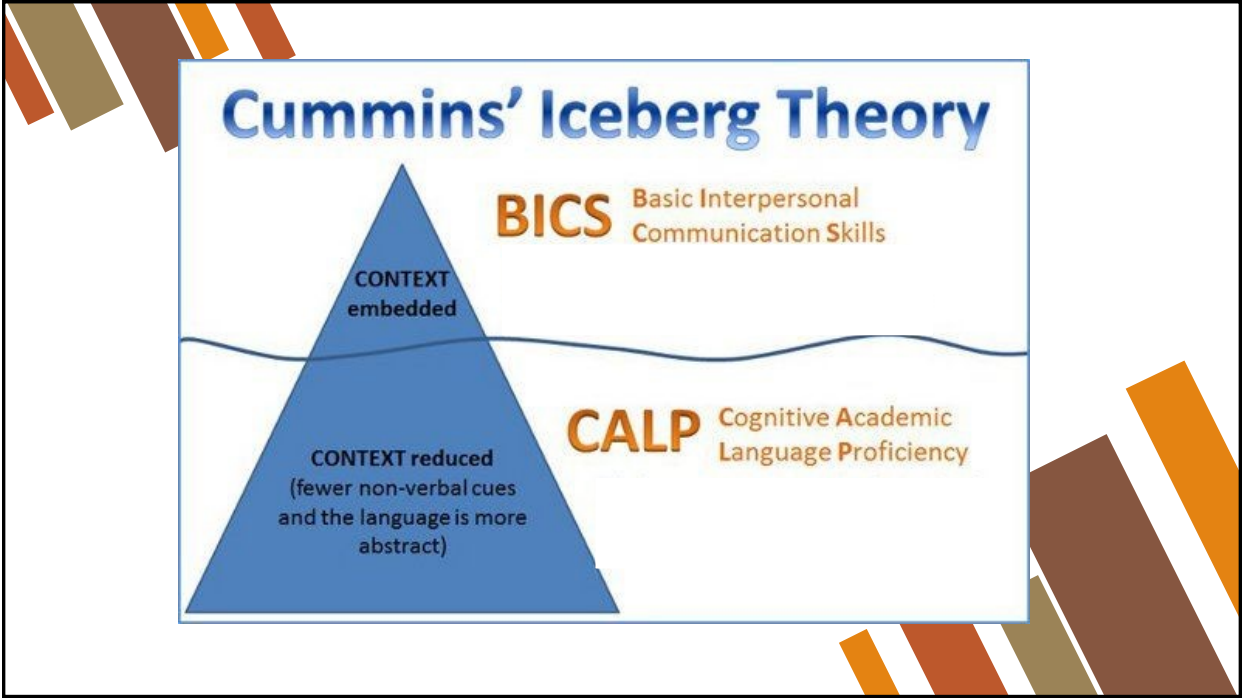 Cummins' Iceberg Theory
BICS
Basic Interpersonal
Communication Skills
CONTEXT
embedded
CALP
Cognitive Academic
Language Proficiency
CONTEXT reduced
(fewer non-verbal cues
and the language is more
abstract)